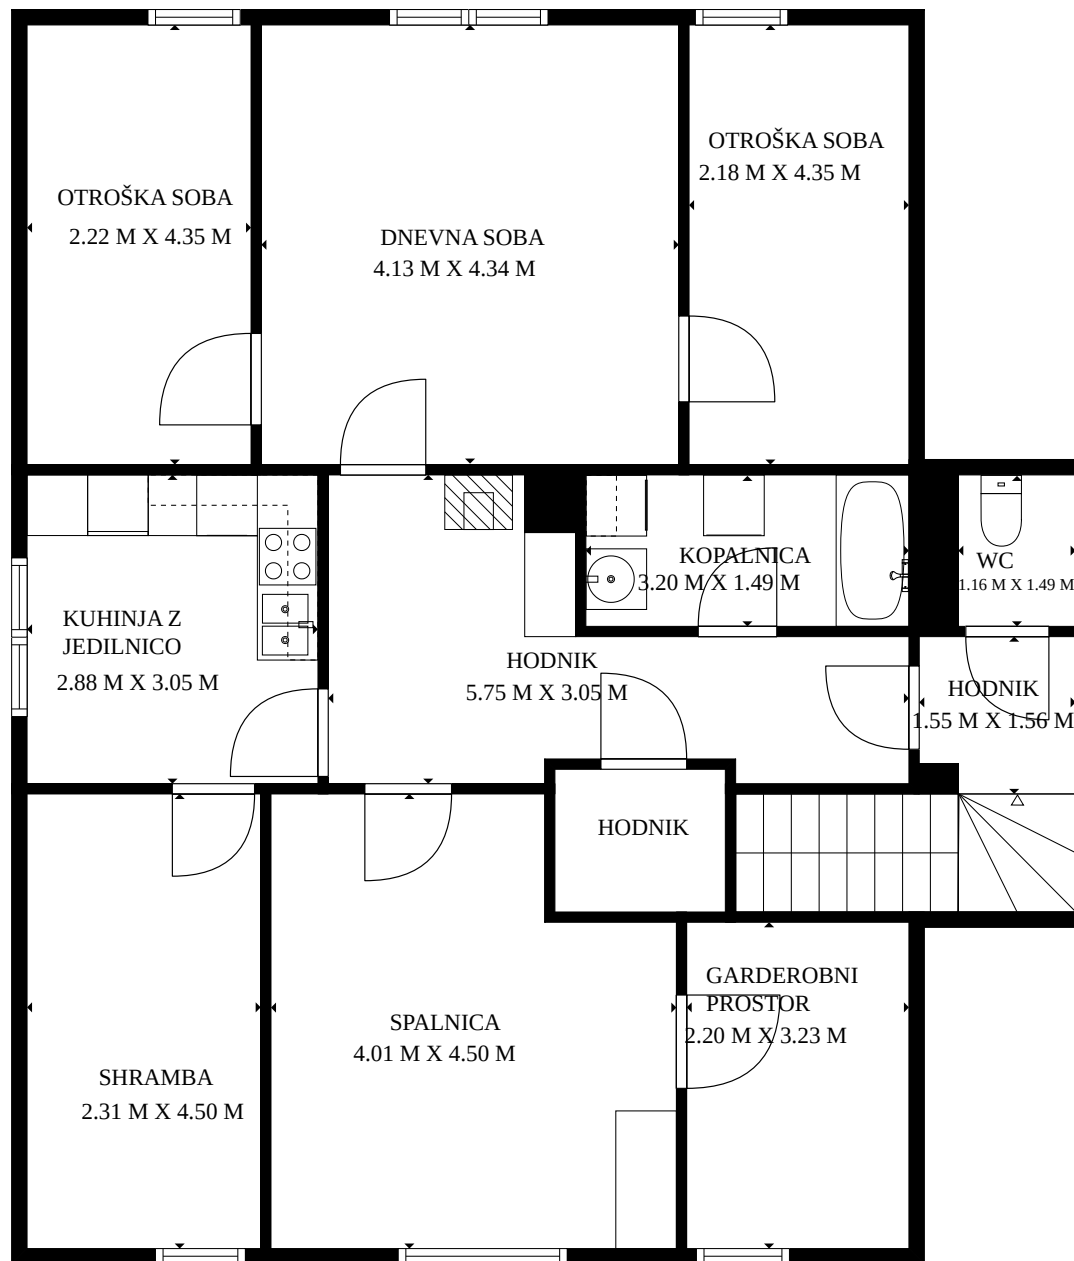 OTROŠKA SOBA
2.18 M X 4.35 M
OTROŠKA SOBA
2.22 M X 4.35 M
DNEVNA SOBA
4.13 M X 4.34 M
KOPALNICA
3.20 M X 1.49 M
WC
1.16 M X 1.49 M
KUHINJA Z
JEDILNICO
2.88 M X 3.05 M
HODNIK
5.75 M X 3.05 M
HODNIK
1.55 M X 1.56 M
HODNIK
GARDEROBNI
PROSTOR
2.20 M X 3.23 M
SPALNICA
4.01 M X 4.50 M
SHRAMBA
2.31 M X 4.50 M